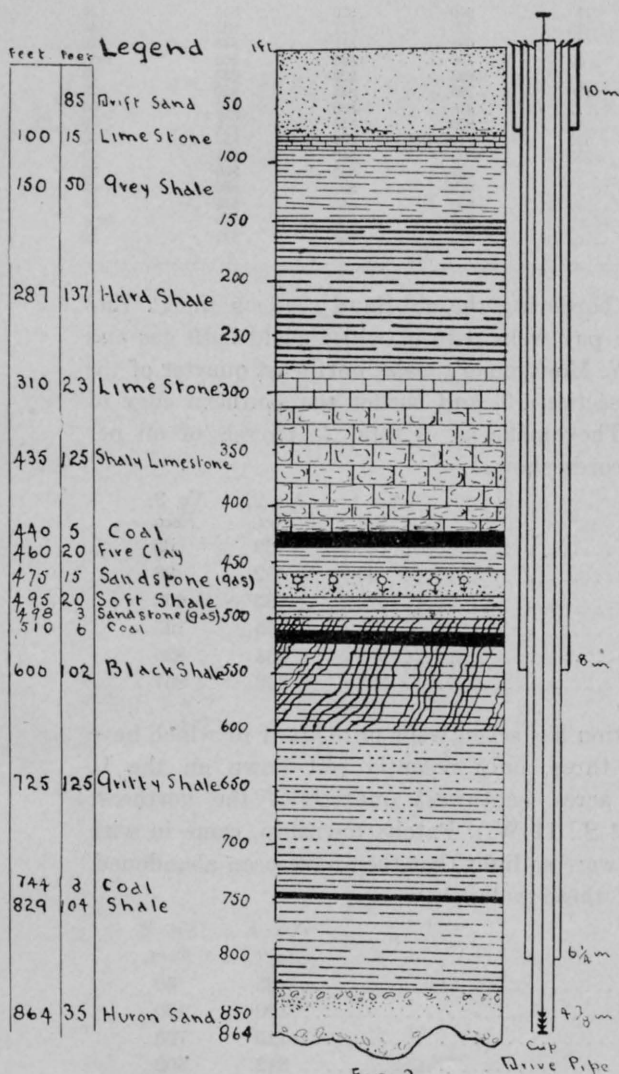 Feet Feet Legend 1ft
85 Drift Sand 50 10 in
100 15 Lime Stone
100
150 50 Grey Shale
150
200
287 137 Hard Shale
250
310 23 Lime Stone 300
350
435 125 Shaly Limestone
400
440 5 Coal
460 20 Fire Clay
450
475 15 Sandstone (gas)
495 20 Soft Shale
498 3 Sandstone (gas) 500
510 6 Coal
600 102 Black Shale 550 8 in
600
725 125 Gritty Shale 650
700
744 3 Coal
750
829 104 Shale
800 6¼ in
864 35 Huron Sand 850
864
Cup
Drive Pipe